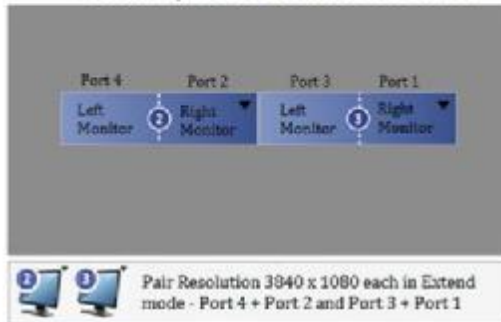 Port 4 Port 2 Port 3 Port 1
Left Right Left Right
Monitor 2 Monitor Monitor 3 Monitor
2 3 Pair Resolution 3840 x 1080 each in Extend
mode - Port 4 + Port 2 and Port 3 + Port 1